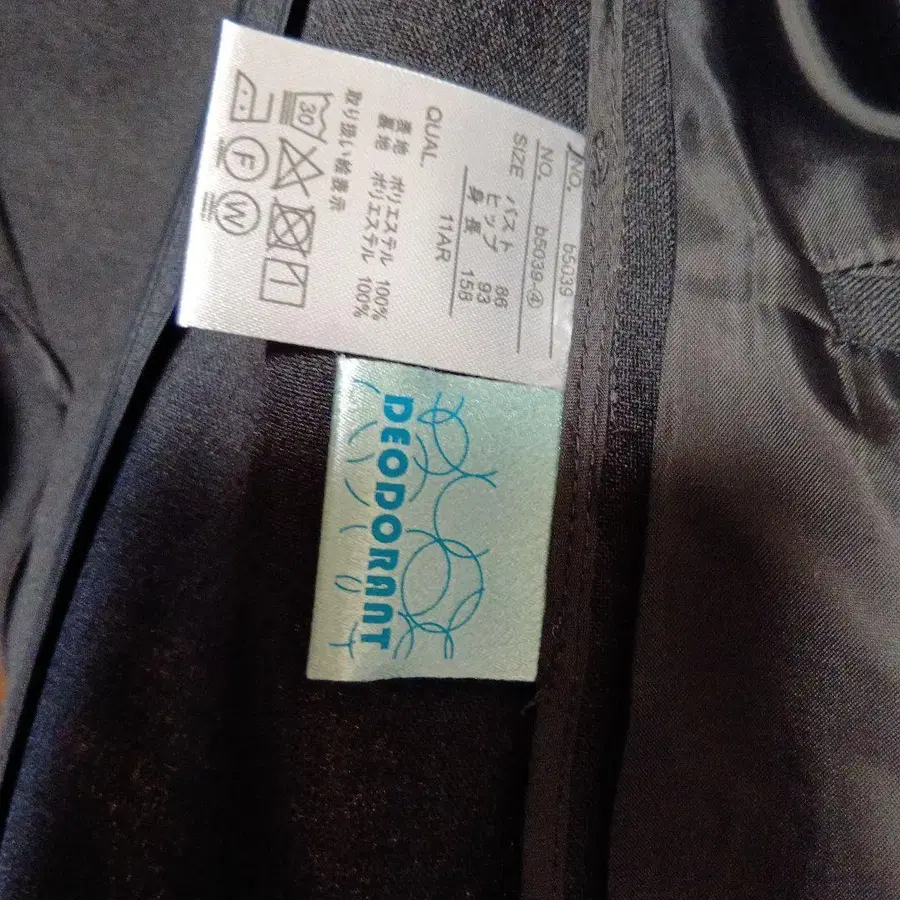 No. b5039
NO. b5039-④
SIZE
バスト 86
ヒップ 93
身長 156
11AR
QUAL.
表地 ポリエステル 100%
裏地 ポリエステル 100%
取り扱い絵表示
30
F
W
DEODORANT